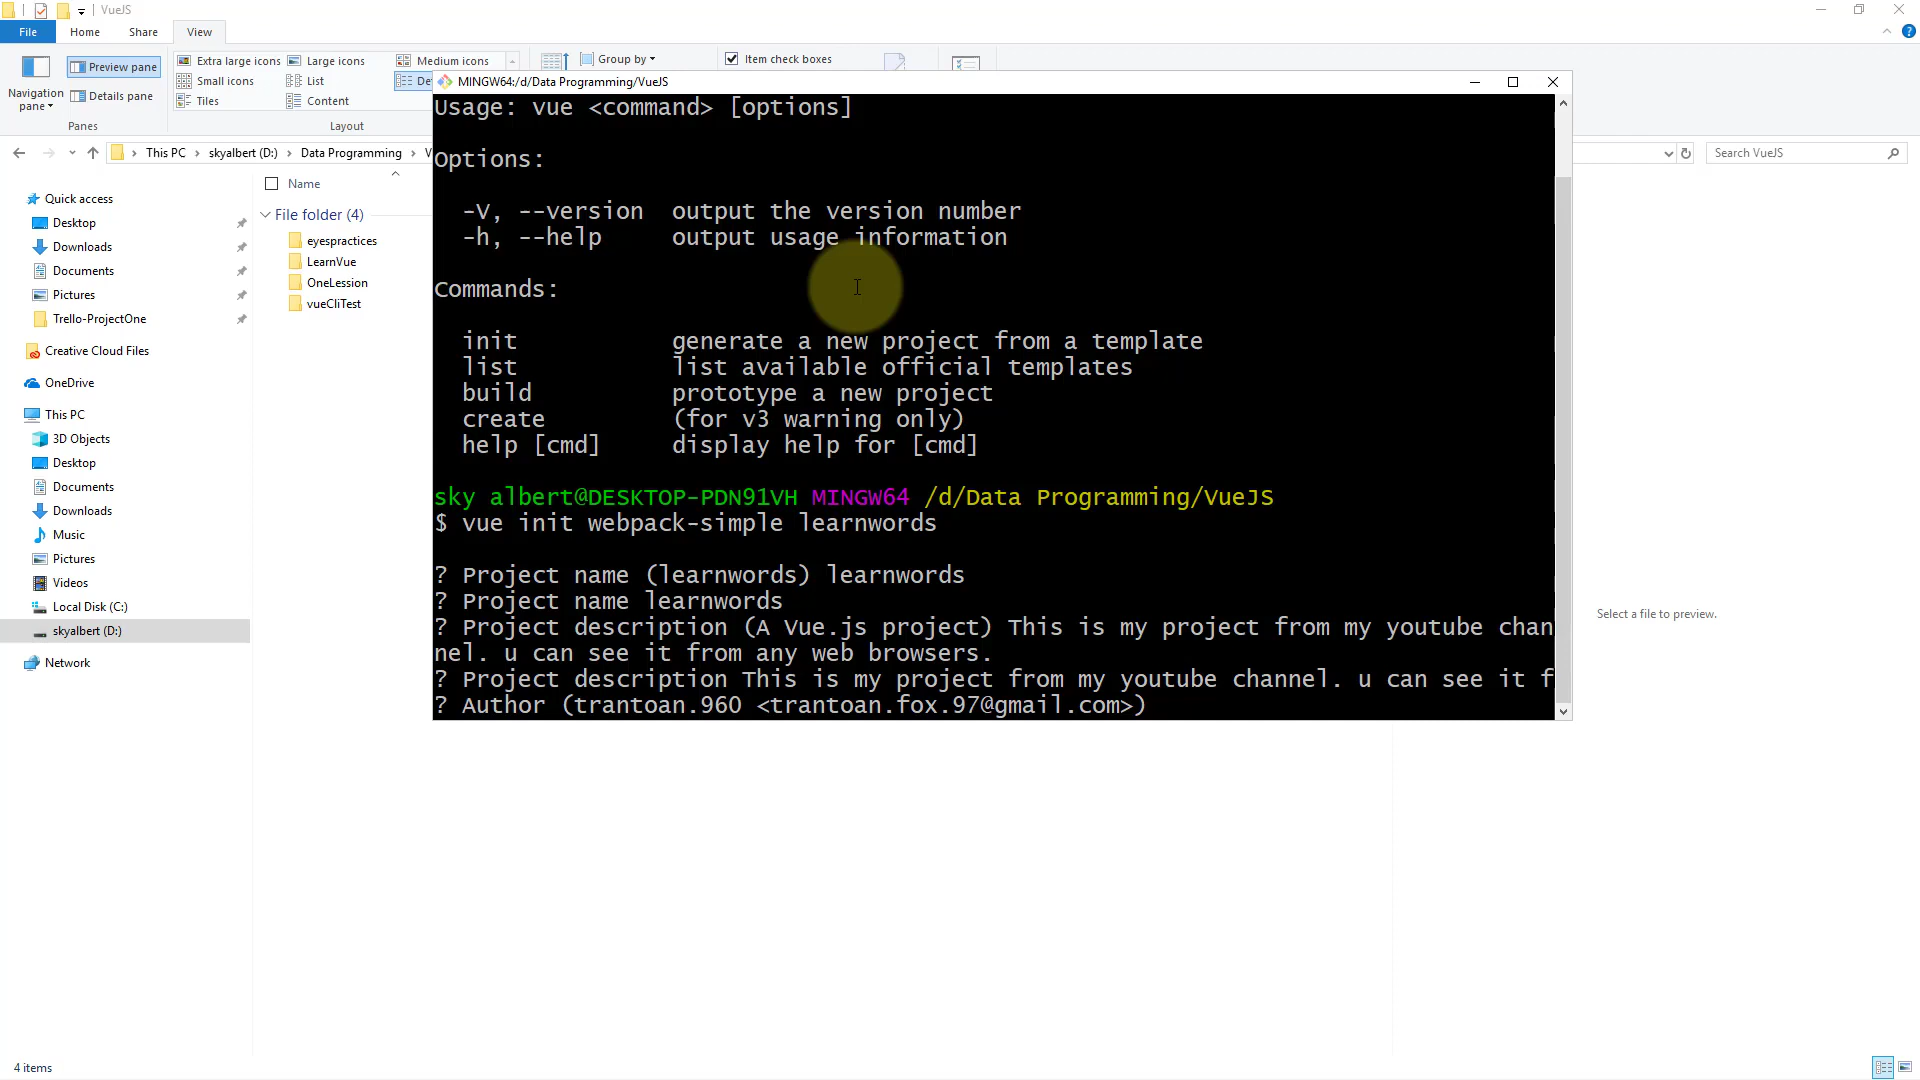 VueJS
File
Home
Share
View
Navigation
pane
Preview pane
Details pane
Panes
Extra large icons
Large icons
Medium icons
Small icons
List
Tiles
Content
Layout
Group by
Item check boxes
This PC
skyalbert (D:)
Data Programming
Search VueJS
Quick access
Desktop
Downloads
Documents
Pictures
Trello-ProjectOne
Creative Cloud Files
OneDrive
This PC
3D Objects
Desktop
Documents
Downloads
Music
Pictures
Videos
Local Disk (C:)
skyalbert (D:)
Network
Name
File folder (4)
eyespractices
LearnVue
OneLession
vueCliTest
MINGW64:/d/Data Programming/VueJS
Usage: vue <command> [options]
Options:
-V, --version output the version number
-h, --help output usage information
Commands:
init generate a new project from a template
list list available official templates
build prototype a new project
create (for v3 warning only)
help [cmd] display help for [cmd]
sky albert@DESKTOP-PDN91VH MINGW64 /d/Data Programming/VueJS
$ vue init webpack-simple learnwords
? Project name (learnwords) learnwords
? Project name learnwords
? Project description (A Vue.js project) This is my project from my youtube chan
nel. u can see it from any web browsers.
? Project description This is my project from my youtube channel. u can see it f
? Author (trantoan.960 <trantoan.fox.97@gmail.com>)
Select a file to preview.
4 items